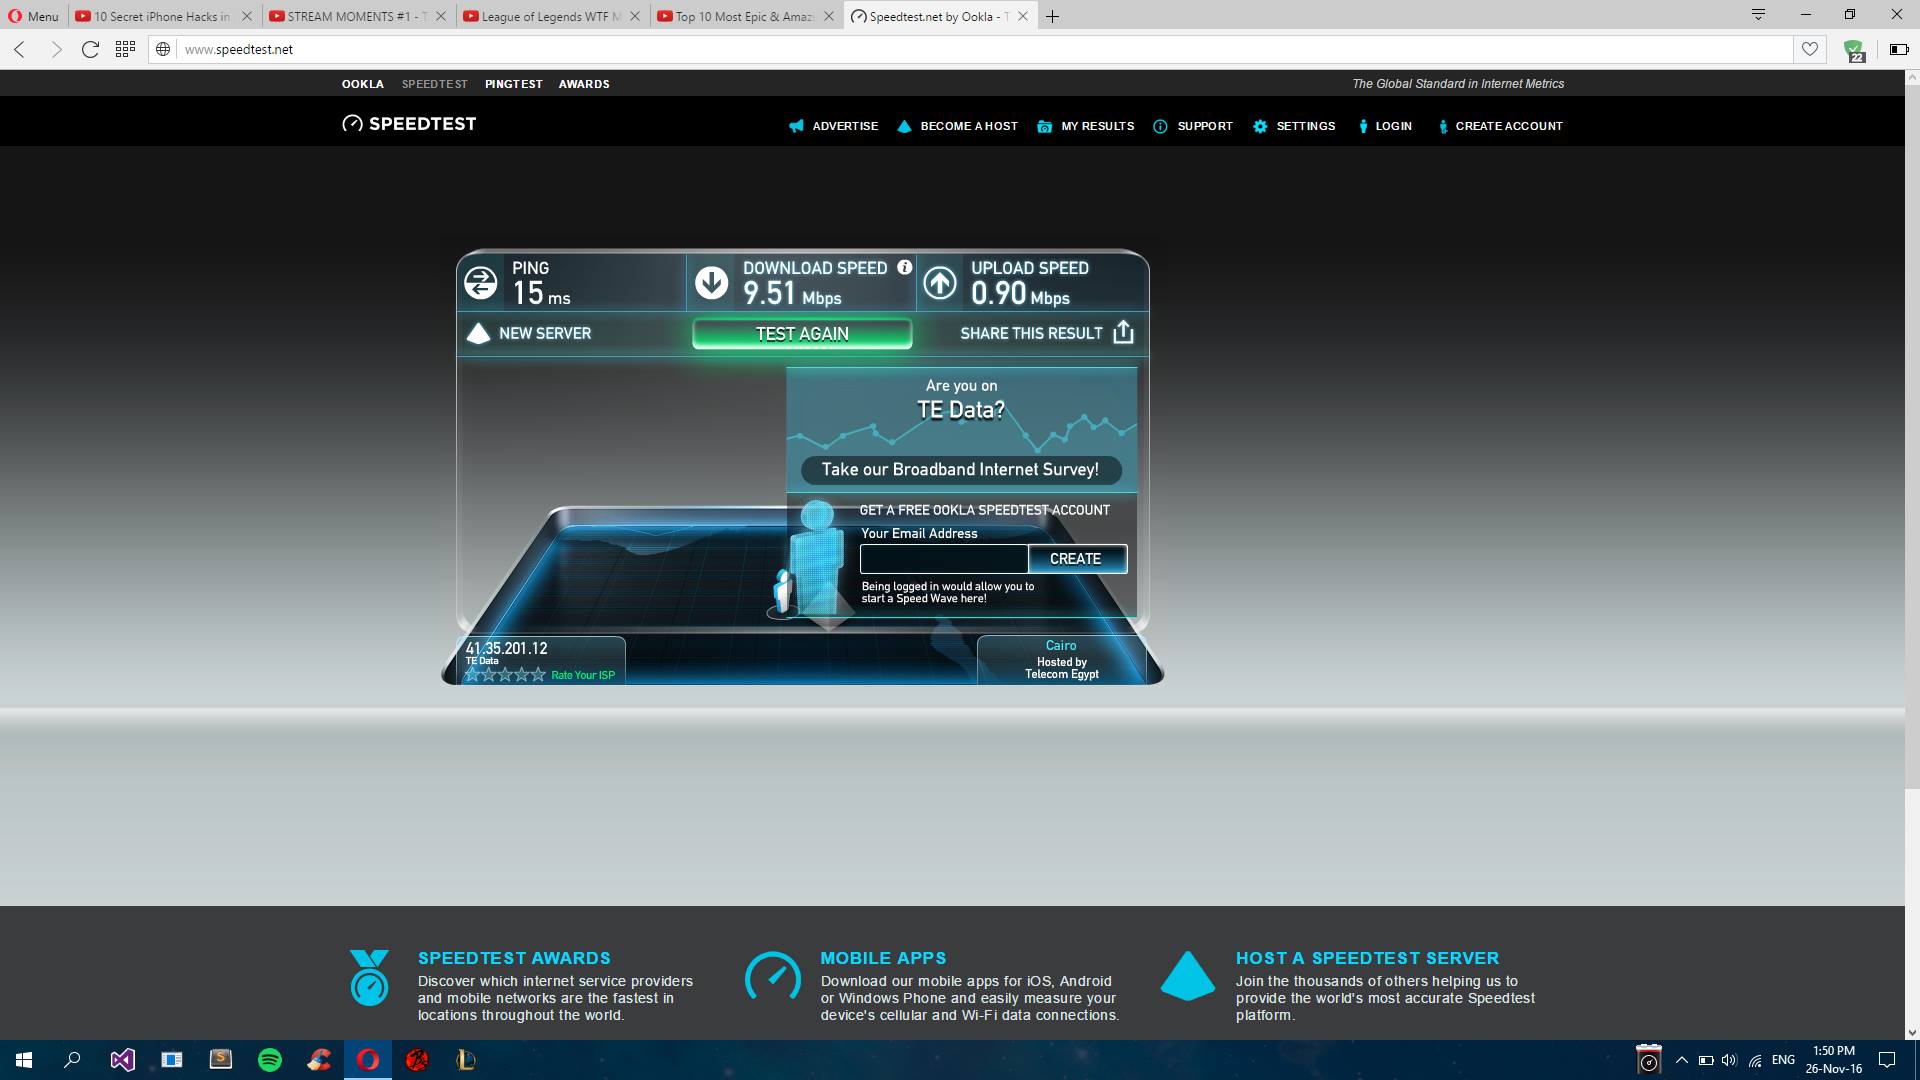 Menu
10 Secret iPhone Hacks in
STREAM MOMENTS #1 - T
League of Legends WTF M
Top 10 Most Epic & Amazi
Speedtest.net by Ookla - T
www.speedtest.net
22
OOKLA SPEEDTEST PINGTEST AWARDS
The Global Standard in Internet Metrics
SPEEDTEST
ADVERTISE BECOME A HOST MY RESULTS SUPPORT SETTINGS LOGIN CREATE ACCOUNT
PING
15 ms
DOWNLOAD SPEED
9.51 Mbps
UPLOAD SPEED
0.90 Mbps
NEW SERVER
TEST AGAIN
SHARE THIS RESULT
Are you on
TE Data?
Take our Broadband Internet Survey!
GET A FREE OOKLA SPEEDTEST ACCOUNT
Your Email Address
CREATE
Being logged in would allow you to
start a Speed Wave here!
41.35.201.12
TE Data
Rate Your ISP
Cairo
Hosted by
Telecom Egypt
SPEEDTEST AWARDS
Discover which internet service providers
and mobile networks are the fastest in
locations throughout the world.
MOBILE APPS
Download our mobile apps for iOS, Android
or Windows Phone and easily measure your
device's cellular and Wi-Fi data connections.
HOST A SPEEDTEST SERVER
Join the thousands of others helping us to
provide the world's most accurate Speedtest
platform.
ENG
1:50 PM
26-Nov-16